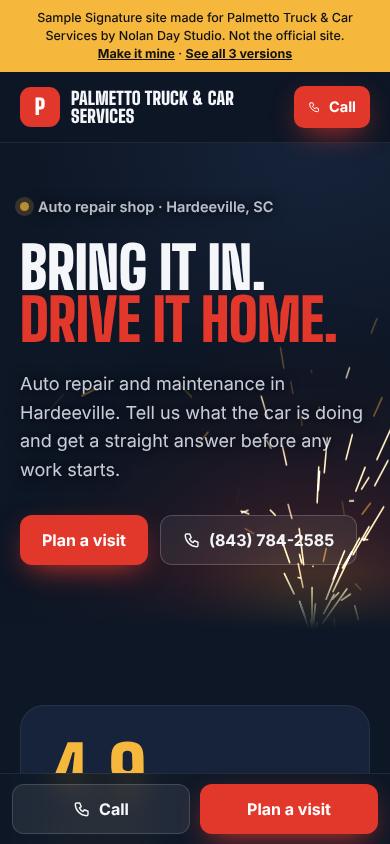 Sample Signature site made for Palmetto Truck & Car
Services by Nolan Day Studio. Not the official site.
Make it mine · See all 3 versions
P
PALMETTO TRUCK & CAR
SERVICES
Call
Auto repair shop · Hardeeville, SC
BRING IT IN.
DRIVE IT HOME.
Auto repair and maintenance in
Hardeeville. Tell us what the car is doing
and get a straight answer before any
work starts.
Plan a visit
(843) 784-2585
4.9
Call
Plan a visit